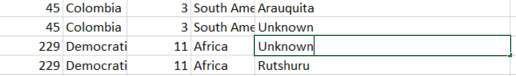 45 Colombia 3 South Ame Arauquita
45 Colombia 3 South Ame Unknown
229 Democrati 11 Africa Unknown
229 Democrati 11 Africa Rutshuru